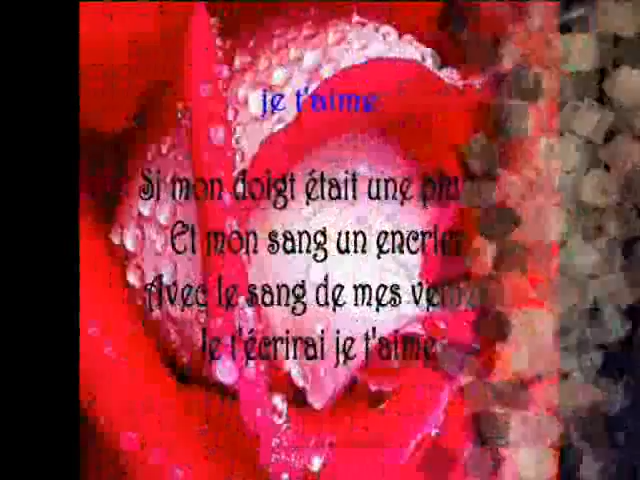 je t'aime
Si mon doigt était une
Et mon sang un encrier
Avec le sang de mes
Je t'écrirai je t'aime